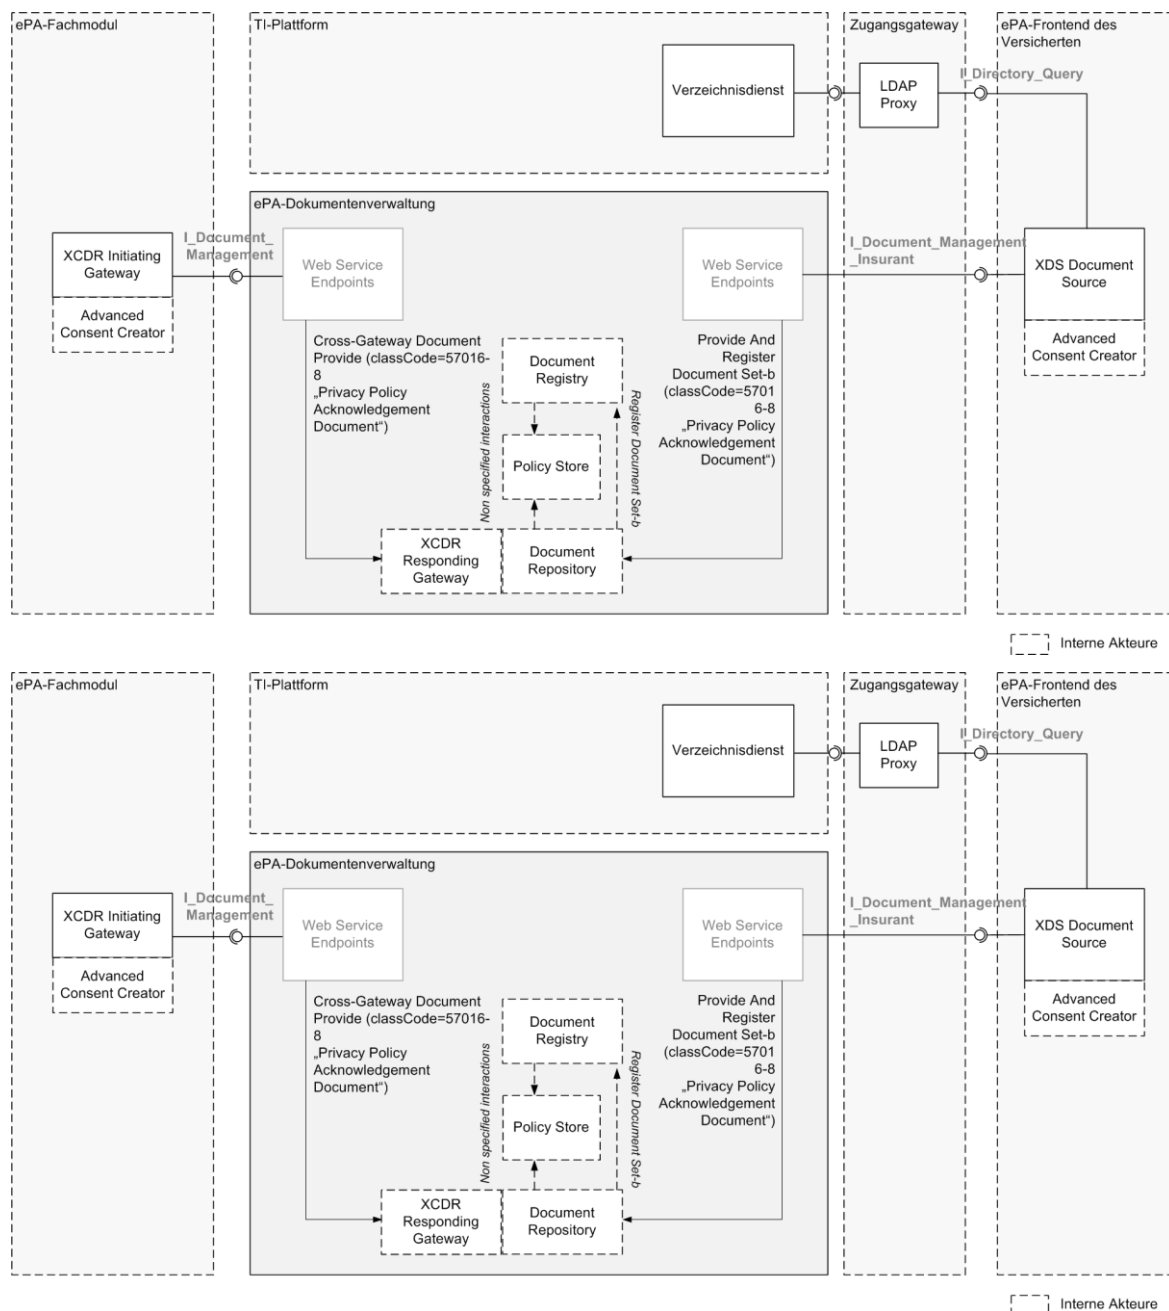 ePA-Fachmodul
TI-Plattform
Zugangsgateway
ePA-Frontend des
Versicherten
I_Directory_Query
Verzeichnisdienst
LDAP
Proxy
ePA-Dokumentenverwaltung
I_Document_
Management
XCDR Initiating
Gateway
Advanced
Consent Creator
Web Service
Endpoints
Web Service
Endpoints
I_Document_Management
_Insurant
XDS Document
Source
Advanced
Consent Creator
Cross-Gateway Document
Provide (classCode=57016-
8
„Privacy Policy
Acknowledgement
Document“)
Non specified interactions
Document
Registry
Policy Store
Register Document Set-b
Provide And
Register
Document Set-b
(classCode=5701
6-8
„Privacy Policy
Acknowledgement
Document“)
XCDR
Responding
Gateway
Document
Repository
Interne Akteure
ePA-Fachmodul
TI-Plattform
Zugangsgateway
ePA-Frontend des
Versicherten
I_Directory_Query
Verzeichnisdienst
LDAP
Proxy
ePA-Dokumentenverwaltung
I_Document_
Management
XCDR Initiating
Gateway
Advanced
Consent Creator
Web Service
Endpoints
Web Service
Endpoints
I_Document_Management
_Insurant
XDS Document
Source
Advanced
Consent Creator
Cross-Gateway Document
Provide (classCode=57016-
8
„Privacy Policy
Acknowledgement
Document“)
Non specified interactions
Document
Registry
Policy Store
Register Document Set-b
Provide And
Register
Document Set-b
(classCode=5701
6-8
„Privacy Policy
Acknowledgement
Document“)
XCDR
Responding
Gateway
Document
Repository
Interne Akteure